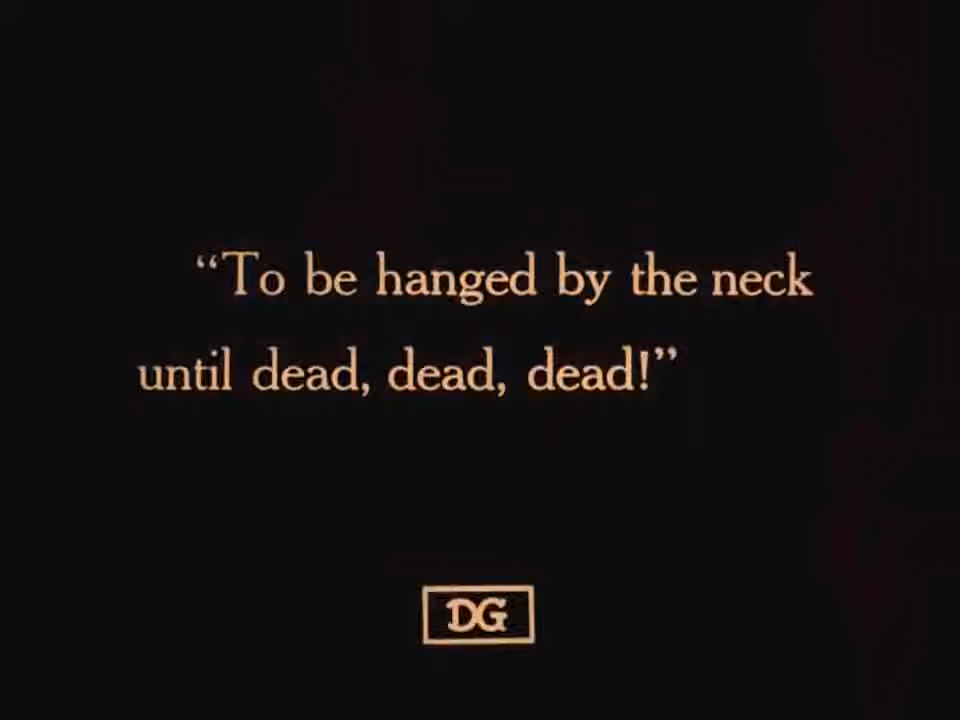 “To be hanged by the neck
until dead, dead, dead!”
DG